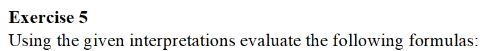 Exercise 5
Using the given interpretations evaluate the following formulas: